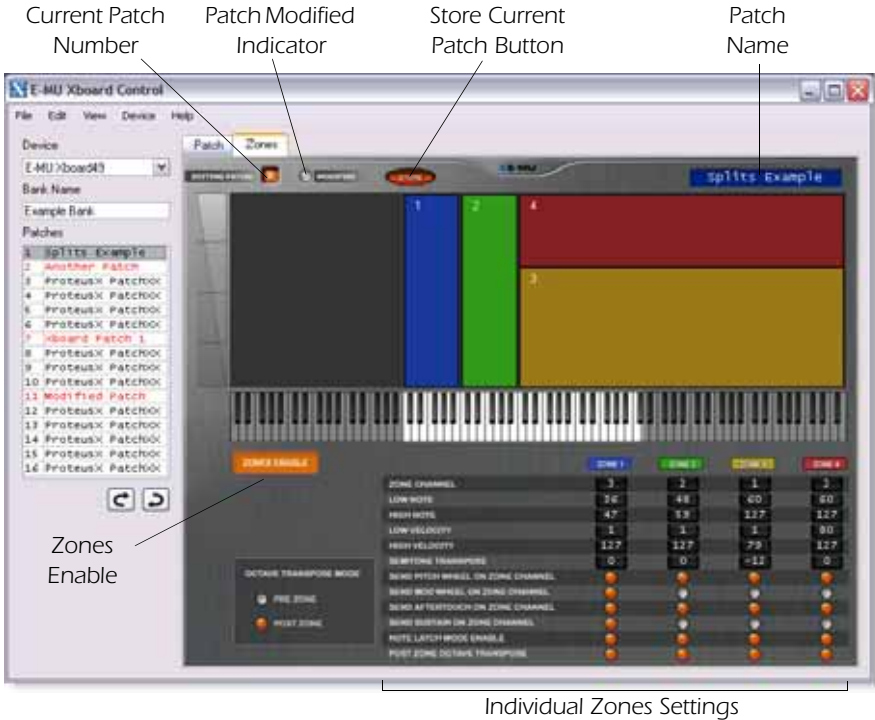 Current Patch Number
Patch Modified Indicator
Store Current Patch Button
Patch Name
E-MU Xboard Control
File Edit View Device Help
Device
Patch Zones
E-MU Xboard49
EDITING PATCH
MODIFIED
STORE
E-MU
Splits Example
Bank Name
Example Bank
Patches
1 Splits Example
2 Another Patch
3 ProteusX PatchXX
4 ProteusX PatchXX
5 ProteusX PatchXX
6 ProteusX PatchXX
7 Xboard Patch 1
8 ProteusX PatchXX
9 ProteusX PatchXX
10 ProteusX PatchXX
11 Modified Patch
12 ProteusX PatchXX
13 ProteusX PatchXX
14 ProteusX PatchXX
15 ProteusX PatchXX
16 ProteusX PatchXX
1 2 4
3
ZONES ENABLE
ZONE 1 ZONE 2 ZONE 3 ZONE 4
ZONE CHANNEL 3 2 1 2
LOW NOTE 36 48 60 60
HIGH NOTE 47 59 127 127
LOW VELOCITY 1 1 1 80
HIGH VELOCITY 127 127 79 127
SEMITONE TRANSPOSE 0 0 -12 0
SEND PITCH WHEEL ON ZONE CHANNEL
SEND MOD WHEEL ON ZONE CHANNEL
SEND AFTERTOUCH ON ZONE CHANNEL
SEND SUSTAIN ON ZONE CHANNEL
NOTE LATCH MODE ENABLE
POST ZONE OCTAVE TRANSPOSE
OCTAVE TRANSPOSE MODE
PRE ZONE
POST ZONE
Zones Enable
Individual Zones Settings